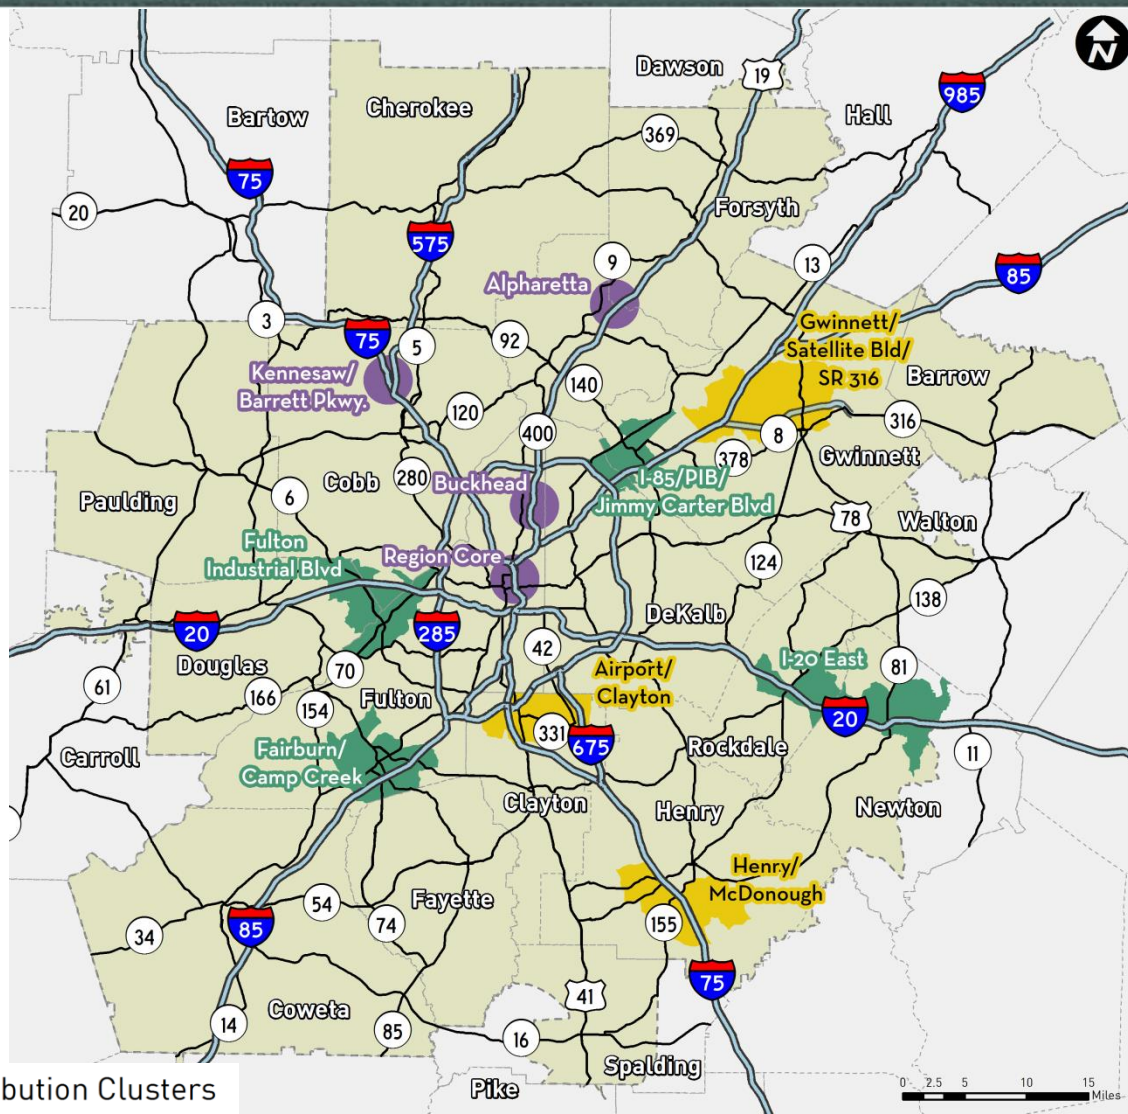 N
Dawson
19
985
Hall
Bartow
Cherokee
369
75
20
Forsyth
575
9
13
85
Alpharetta
3
75
5
92
Gwinnett/
Satellite Bld/
SR 316
Kennesaw/
Barrett Pkwy.
140
Barrow
120
400
8
316
378
Gwinnett
280
Cobb
Buckhead
I-85/PIB/
Jimmy Carter Blvd
6
Paulding
78
Walton
Fulton
Industrial Blvd
Region Core
124
138
20
285
DeKalb
42
Douglas
70
Airport/
Clayton
I-20 East
81
61
166
154
Fulton
20
331
675
Rockdale
11
Carroll
Fairburn/
Camp Creek
Clayton
Henry
Newton
Henry/
McDonough
54
Fayette
34
85
74
155
75
41
14
Coweta
85
16
Spalding
Pike
bution Clusters
0 2.5 5 10 15
Miles